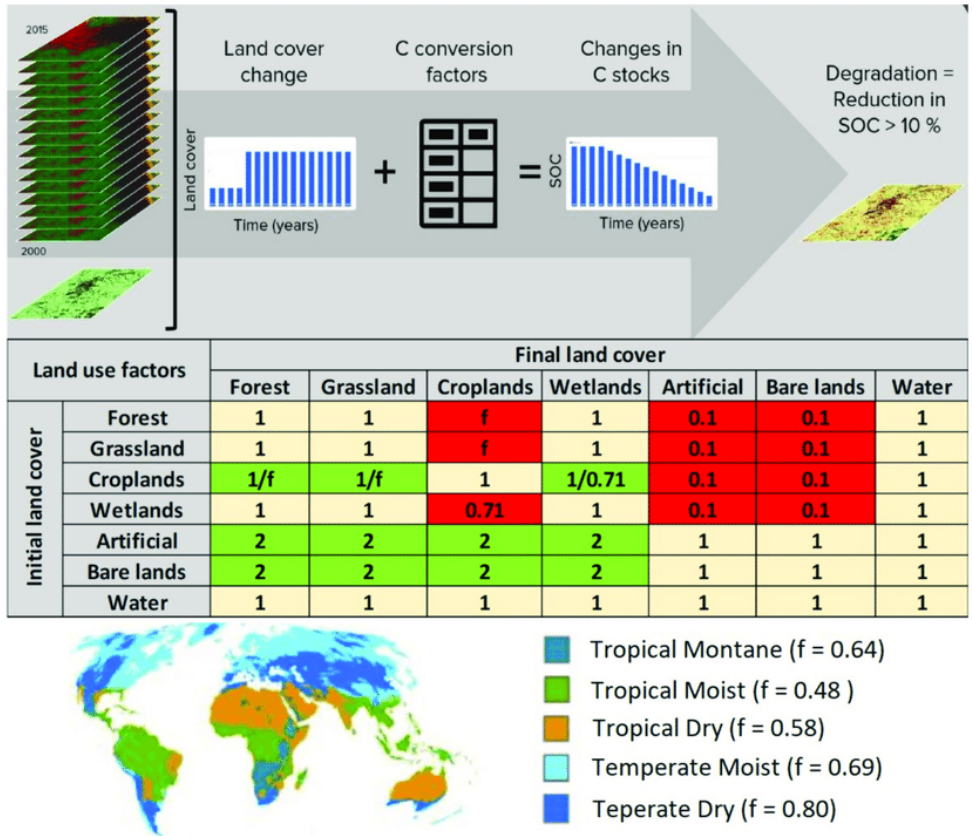 2015
2000
Land cover
change
C conversion
factors
Changes in
C stocks
Degradation =
Reduction in
SOC > 10 %
Land cover
Time (years)
+
=
SOC
Time (years)
Land use factors
Final land cover
Forest Grassland Croplands Wetlands Artificial Bare lands Water
Initial land cover
Forest 1 1 f 1 0.1 0.1 1
Grassland 1 1 f 1 0.1 0.1 1
Croplands 1/f 1/f 1 1/0.71 0.1 0.1 1
Wetlands 1 1 0.71 1 0.1 0.1 1
Artificial 2 2 2 2 1 1 1
Bare lands 2 2 2 2 1 1 1
Water 1 1 1 1 1 1 1
Tropical Montane (f = 0.64)
Tropical Moist (f = 0.48 )
Tropical Dry (f = 0.58)
Temperate Moist (f = 0.69)
Teperate Dry (f = 0.80)